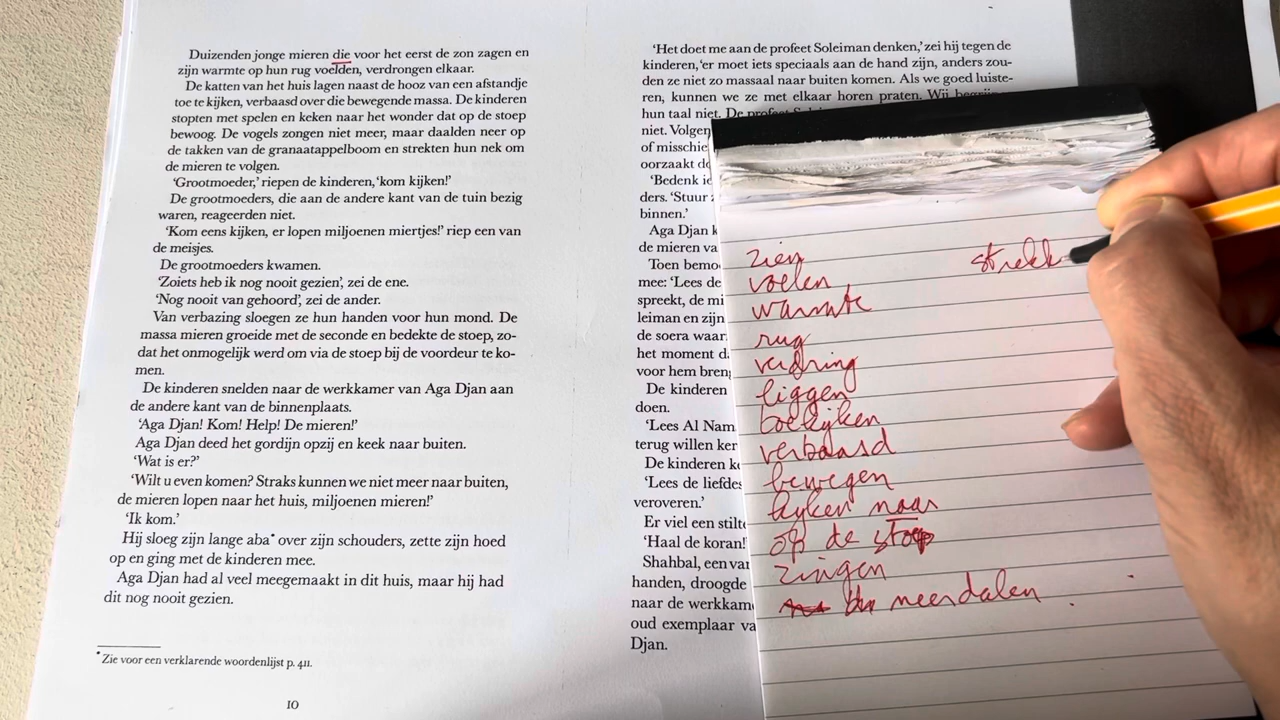 Duizenden jonge mieren die voor het eerst de zon zagen en
zijn warmte op hun rug voelden, verdrongen elkaar.
De katten van het huis lagen naast de hooz van een afstandje
toe te kijken, verbaasd over die bewegende massa. De kinderen
stopten met spelen en keken naar het wonder dat op de stoep
bewoog. De vogels zongen niet meer, maar daalden neer op
de takken van de granaatappelboom en strekten hun nek om
de mieren te volgen.
‘Grootmoeder,’ riepen de kinderen, ‘kom kijken!’
De grootmoeders, die aan de andere kant van de tuin bezig
waren, reageerden niet.
‘Kom eens kijken, er lopen miljoenen miertjes!’ riep een van
de meisjes.
De grootmoeders kwamen.
‘Zoiets heb ik nog nooit gezien’, zei de ene.
‘Nog nooit van gehoord’, zei de ander.
Van verbazing sloegen ze hun handen voor hun mond. De
massa mieren groeide met de seconde en bedekte de stoep, zo-
dat het onmogelijk werd om via de stoep bij de voordeur te ko-
men.
De kinderen snelden naar de werkkamer van Aga Djan aan
de andere kant van de binnenplaats.
‘Aga Djan! Kom! Help! De mieren!’
Aga Djan deed het gordijn opzij en keek naar buiten.
‘Wat is er?’
‘Wilt u even komen? Straks kunnen we niet meer naar buiten,
de mieren lopen naar het huis, miljoenen mieren!’
‘Ik kom.’
Hij sloeg zijn lange aba* over zijn schouders, zette zijn hoed
op en ging met de kinderen mee.
Aga Djan had al veel meegemaakt in dit huis, maar hij had
dit nog nooit gezien.
* Zie voor een verklarende woordenlijst p. 411.
10
‘Het doet me aan de profeet Soleiman denken,’ zei hij tegen de
kinderen, ‘er moet iets speciaals aan de hand zijn, anders zou-
den ze niet zo massaal naar buiten komen. Als we goed luiste-
ren, kunnen we ze met elkaar horen praten. Wij
hun taal niet. De
niet. Volgen
of misschie
oorzaakt de
‘Bedenk ie
ders. ‘Stuur
binnen.’
Aga Djan k
de mieren va
Toen bemo
mee: ‘Lees de
spreekt, de mi
leiman en zijn
de soera waar
het moment d
voor hem breng
De kinderen
doen.
‘Lees Al Nam
terug willen ker
De kinderen k
‘Lees de liefdes
veroveren.’
Er viel een stilt
‘Haal de koran!
Shahbal, een var
handen, droogde
naar de werkkam
oud exemplaar va
Djan.
zien
voelen
warmte
rug
verdring
liggen
toekijken
verbaasd
bewegen
kijken naar
op de stoep
zingen
neerdalen
strekk